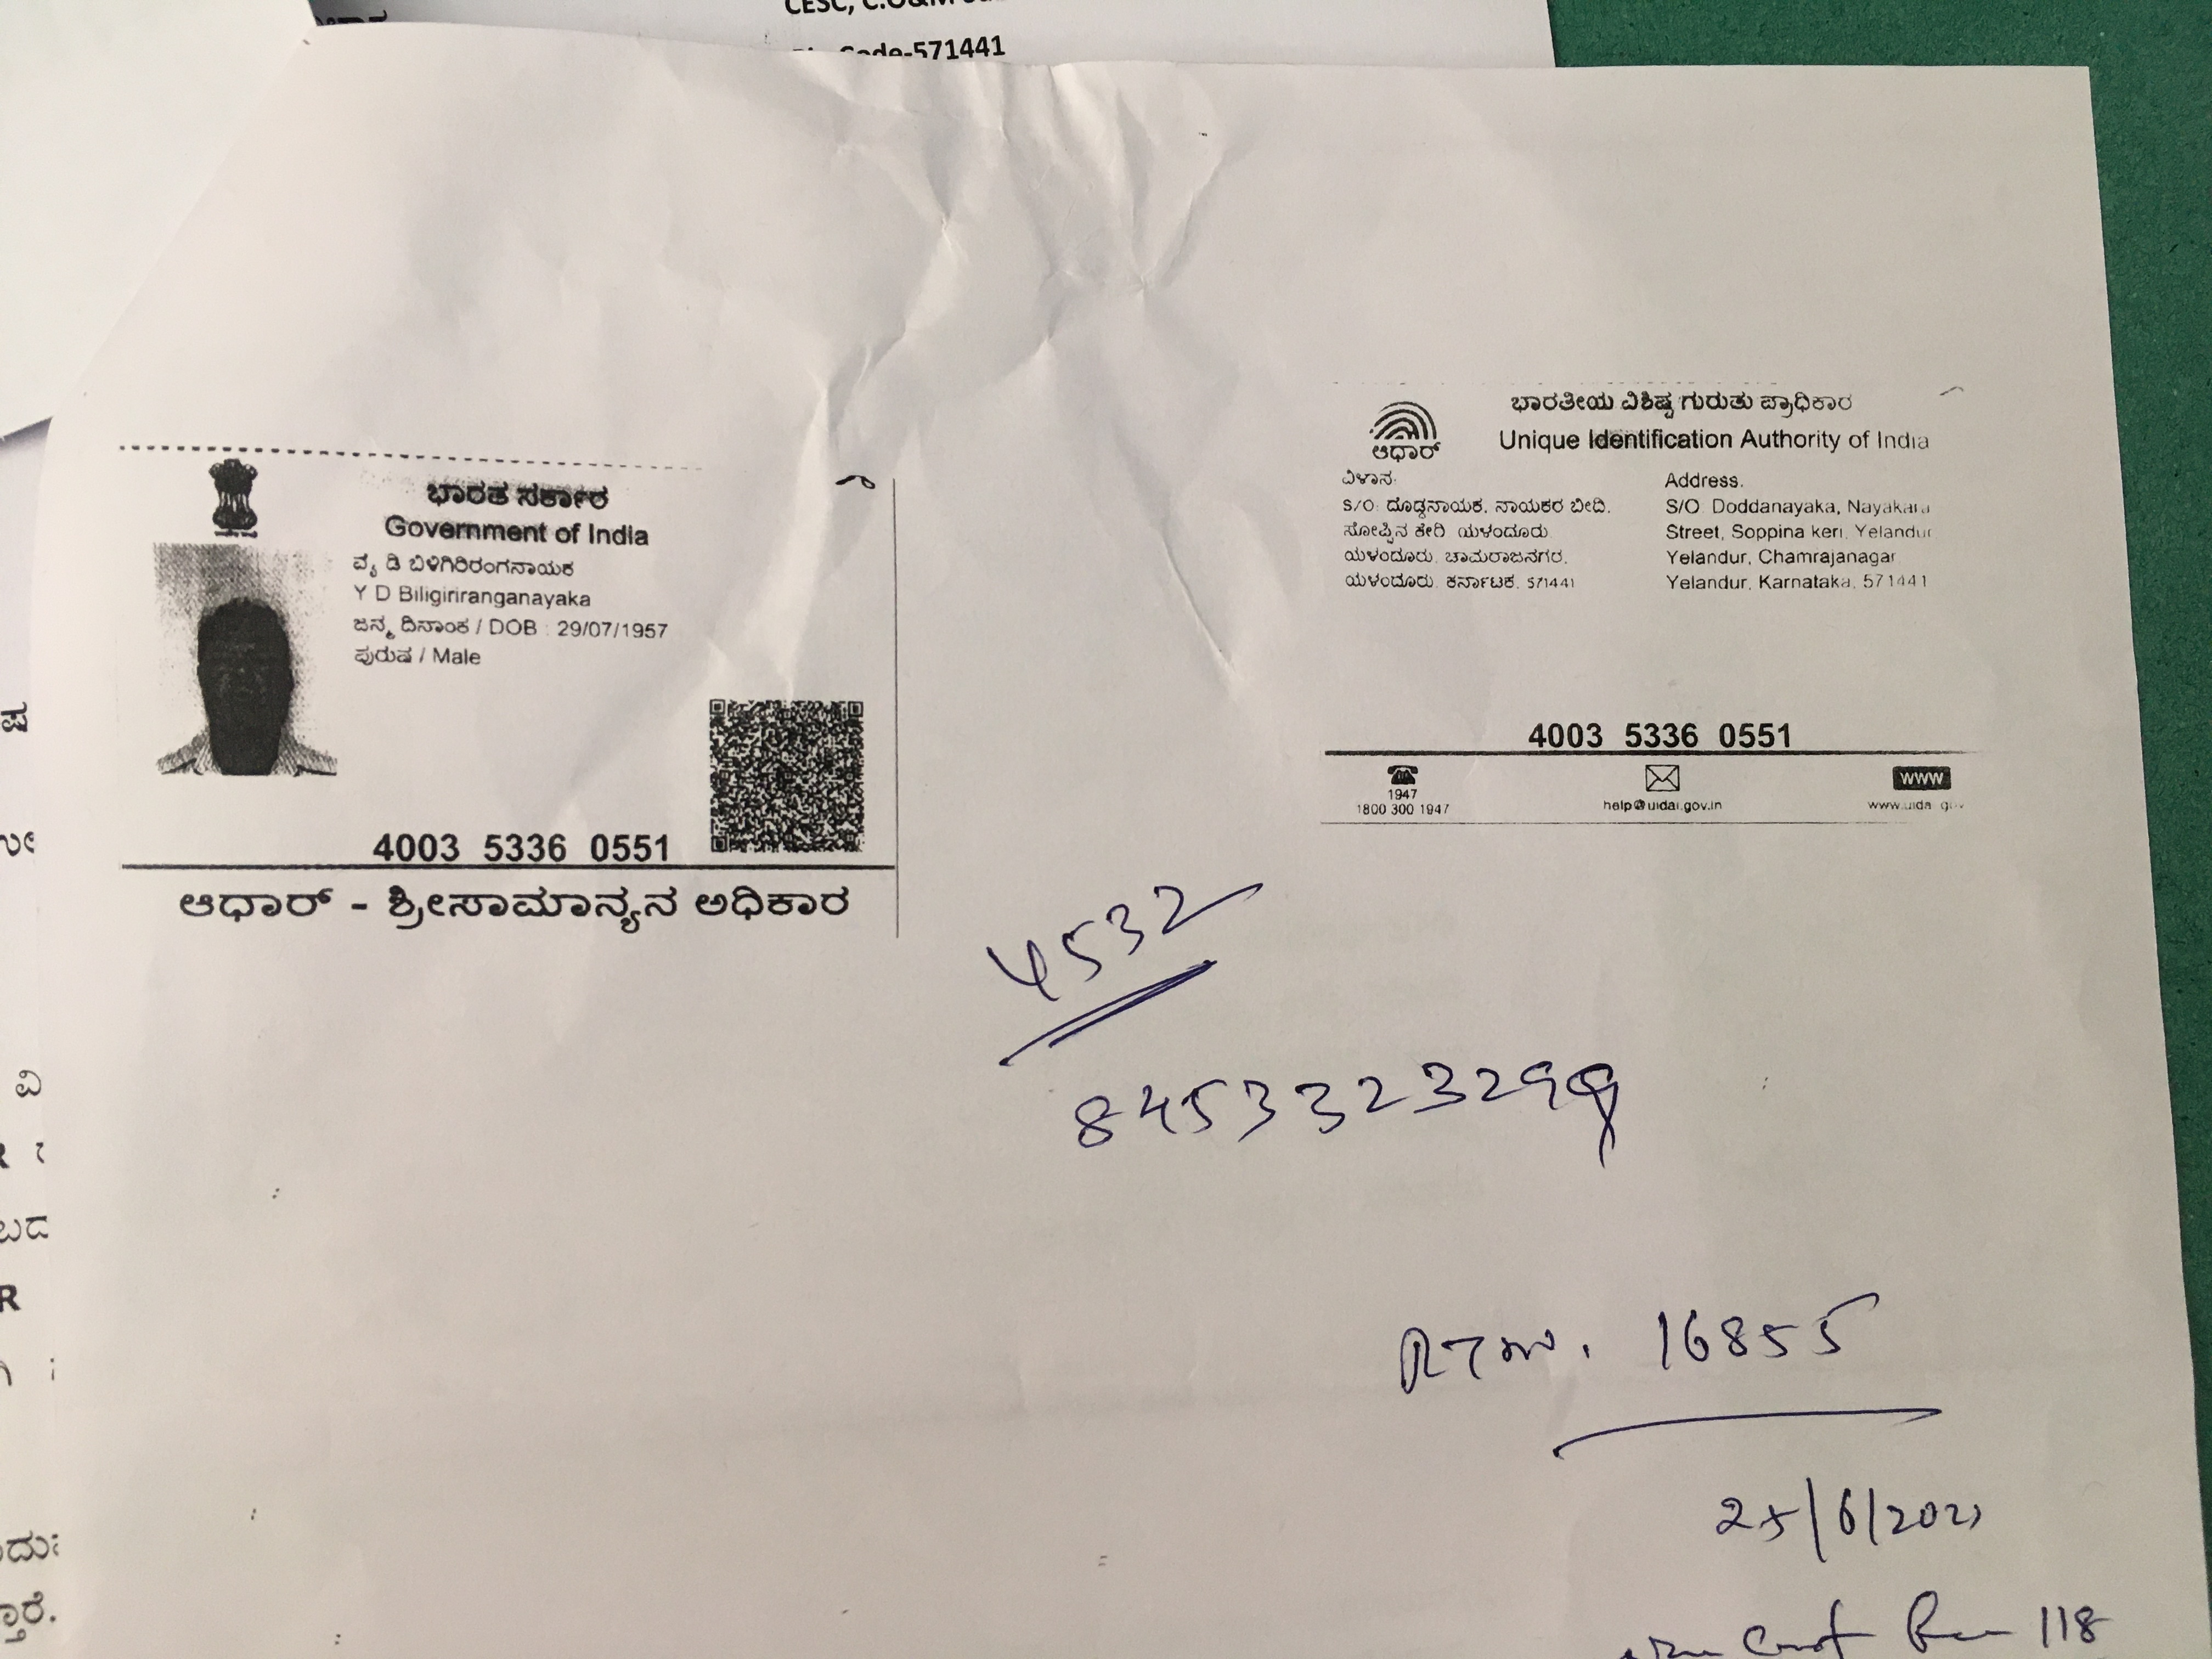 571441
ಭಾರತ ಸರ್ಕಾರ
Government of India
ವೈ ಡಿ ಬಿಳಿಗಿರಿರಂಗನಾಯಕ
Y D Biligiriranganayaka
ಜನ್ಮ ದಿನಾಂಕ / DOB : 29/07/1957
ಪುರುಷ / Male
4003 5336 0551
ಆಧಾರ್ - ಶ್ರೀಸಾಮಾನ್ಯನ ಅಧಿಕಾರ
ಭಾರತೀಯ ವಿಶಿಷ್ಟ ಗುರುತು ಪ್ರಾಧಿಕಾರ
Unique Identification Authority of India
ಆಧಾರ್
ವಿಳಾಸ:
S/O: ದೊಡ್ಡನಾಯಕ, ನಾಯಕರ ಬೀದಿ,
ಸೋಪ್ಪಿನ ಕೇರಿ ಯಳಂದೂರು,
ಯಳಂದೂರು, ಚಾಮರಾಜನಗರ,
ಯಳಂದೂರು, ಕರ್ನಾಟಕ, 571441
Address:
S/O Doddanayaka, Nayakara
Street, Soppina keri, Yelandur
Yelandur, Chamrajanagar
Yelandur, Karnataka, 571441
4003 5336 0551
1947
1800 300 1947
help@uidai.gov.in
www
4532
8453323299
16855
25/6/2021
118